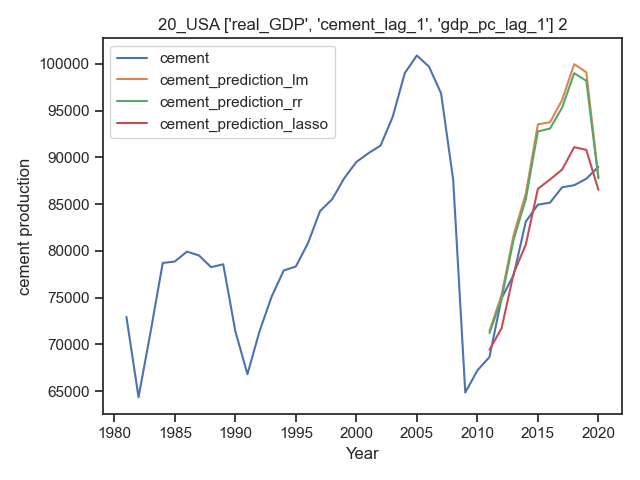 20_USA ['real_GDP', 'cement_lag_1', 'gdp_pc_lag_1'] 2
cement
cement_prediction_lm
cement_prediction_rr
cement_prediction_lasso
100000
95000
90000
85000
80000
75000
70000
65000
cement production
1980 1985 1990 1995 2000 2005 2010 2015 2020
Year